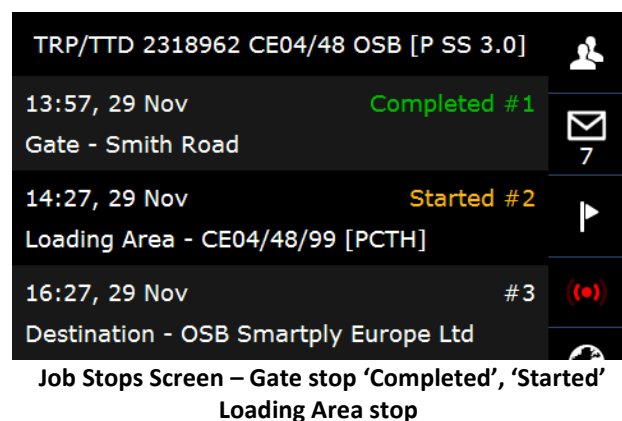 TRP/TTD 2318962 CE04/48 OSB [P SS 3.0]
13:57, 29 Nov Completed #1
Gate - Smith Road
7
14:27, 29 Nov Started #2
Loading Area - CE04/48/99 [PCTH]
16:27, 29 Nov #3
Destination - OSB Smartply Europe Ltd
Job Stops Screen – Gate stop ‘Completed’, ‘Started’
Loading Area stop